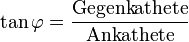 tan φ = Gegenkathete / Ankathete